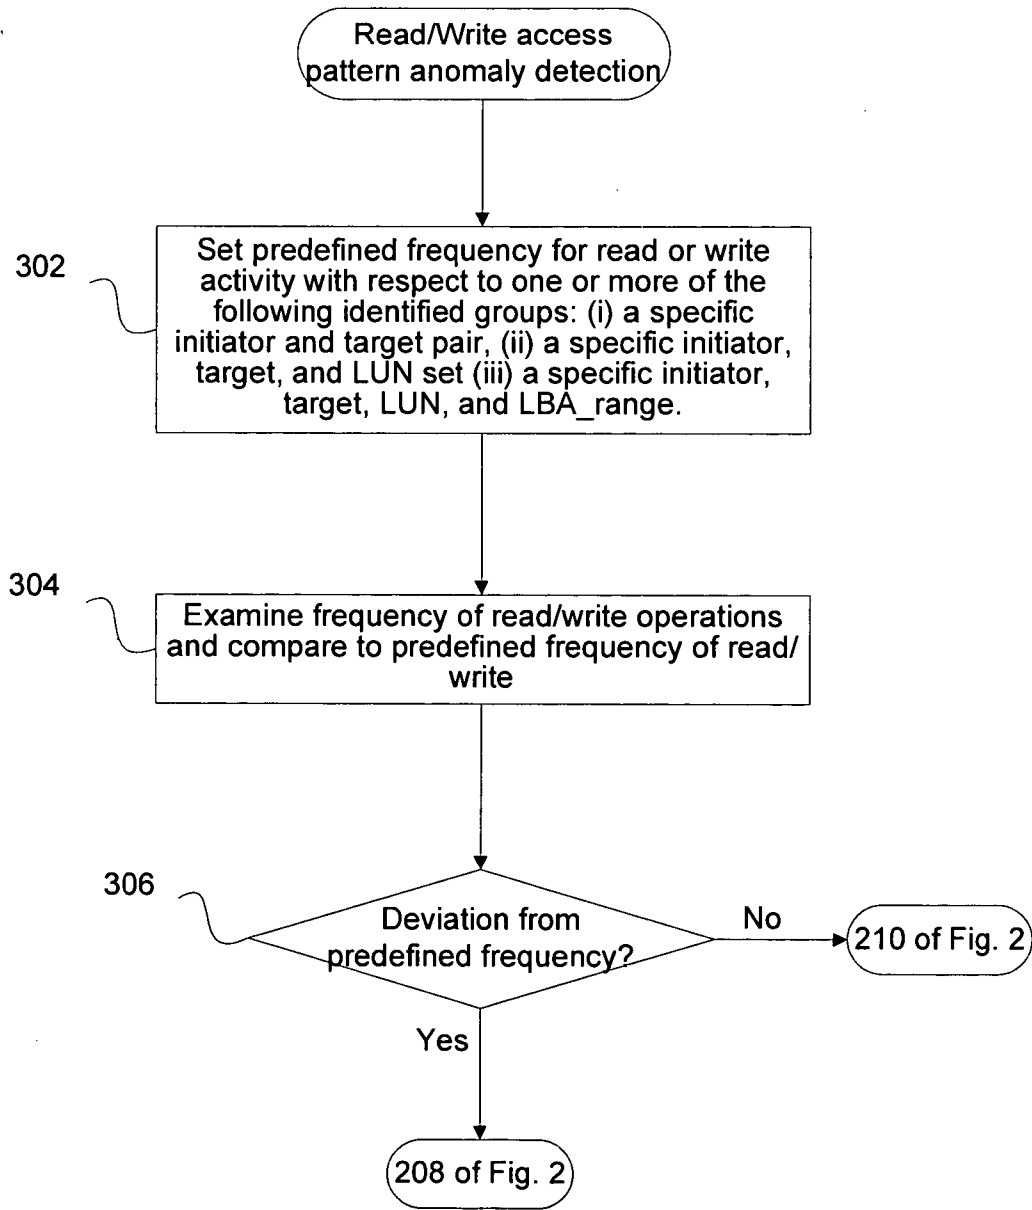 Read/Write access
pattern anomaly detection
302
Set predefined frequency for read or write
activity with respect to one or more of the
following identified groups: (i) a specific
initiator and target pair, (ii) a specific initiator,
target, and LUN set (iii) a specific initiator,
target, LUN, and LBA_range.
304
Examine frequency of read/write operations
and compare to predefined frequency of read/
write
306
Deviation from
predefined frequency?
No
210 of Fig. 2
Yes
208 of Fig. 2